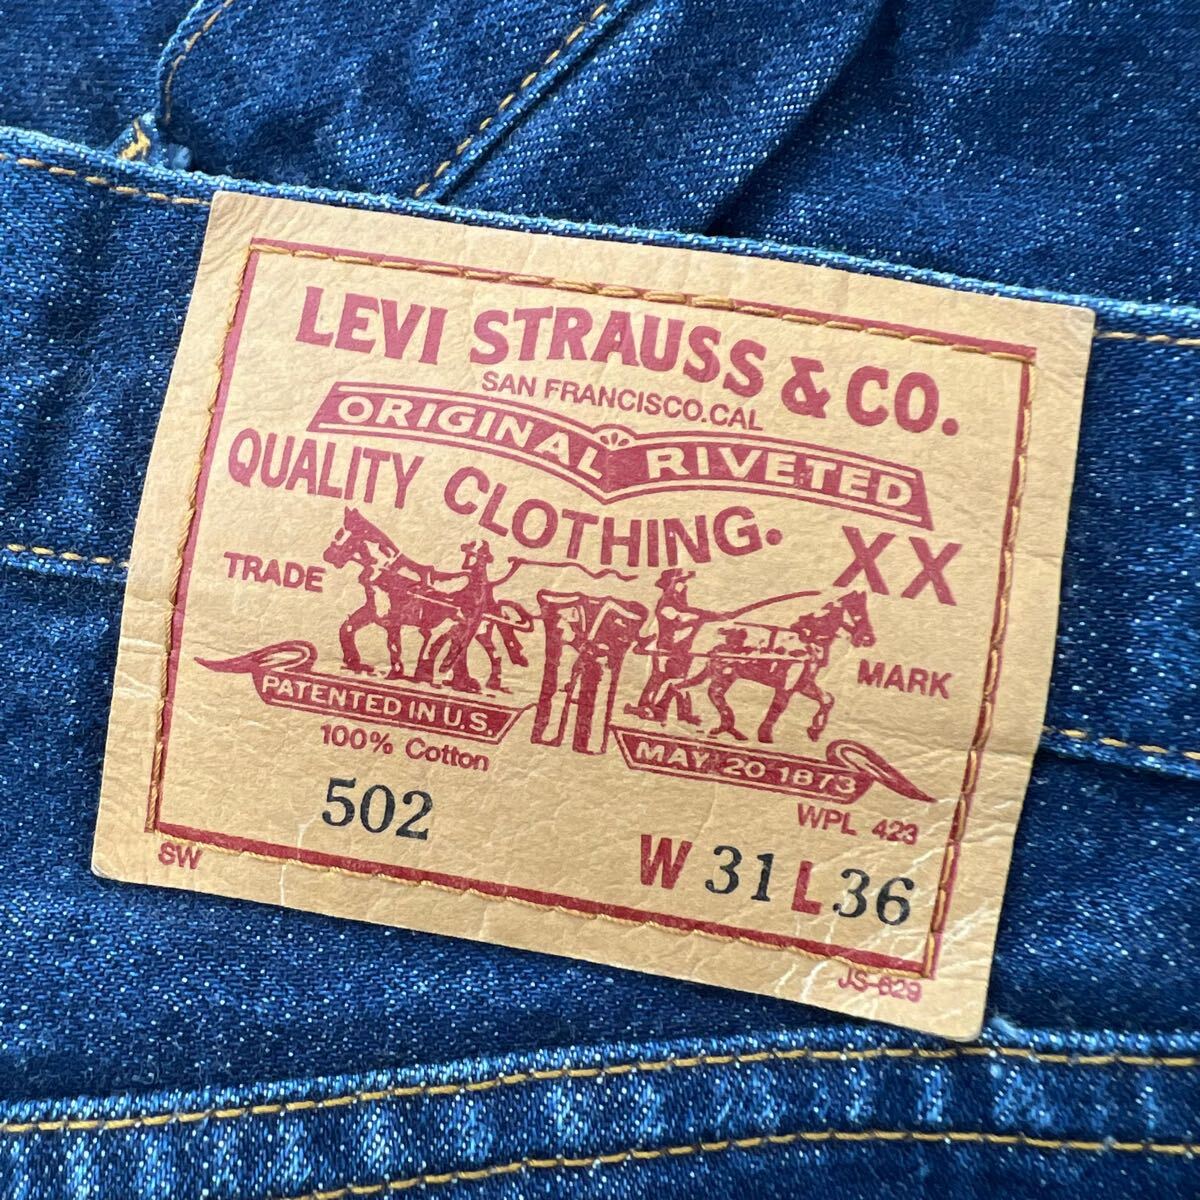 LEVI STRAUSS & CO.
SAN FRANCISCO.CAL
ORIGINAL RIVETED
QUALITY CLOTHING.
XX
TRADE
MARK
PATENTED IN U.S.
MAY 20 1873
100% Cotton
WPL 423
502
W 31 L 36
SW
JS-629